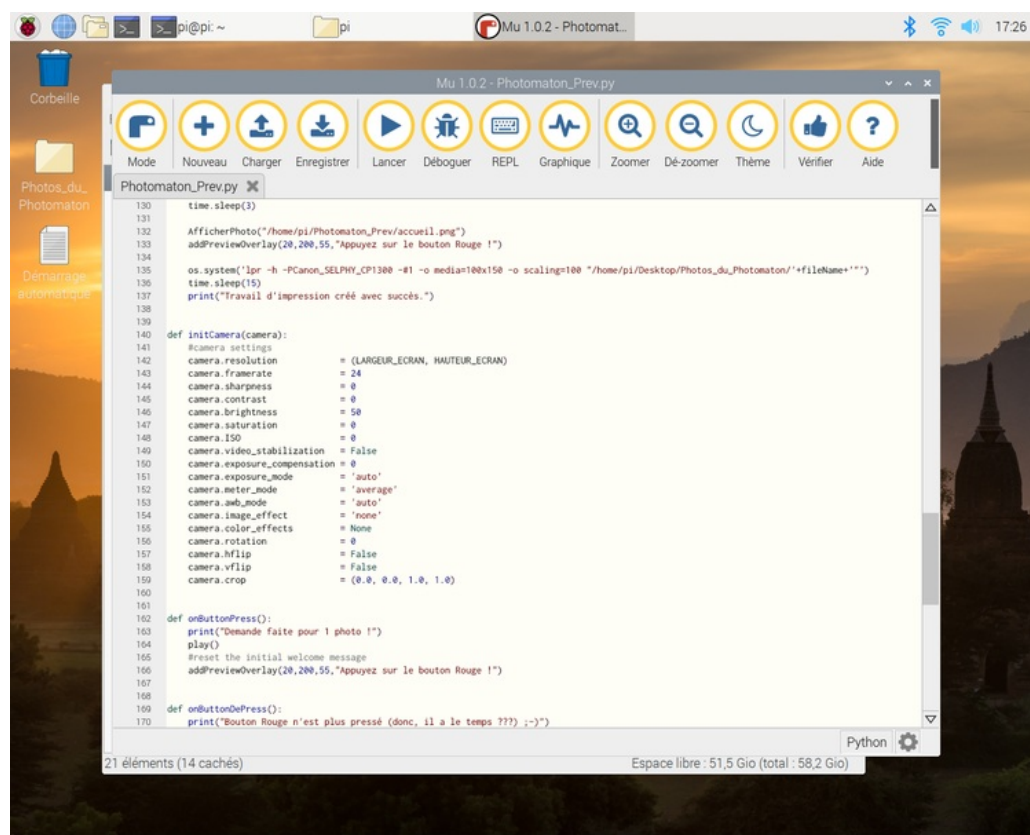 pi@pi: ~
pi
Mu 1.0.2 - Photomat...
17:26
Corbeille
Photos_du_
Photomaton
Démarrage
automatique
Mu 1.0.2 - Photomaton_Prev.py
Mode Nouveau Charger Enregistrer Lancer Déboguer REPL Graphique Zoomer Dé-zoomer Thème Vérifier Aide
Photomaton_Prev.py
130 time.sleep(3)
131
132 AfficherPhoto("/home/pi/Photomaton_Prev/accueil.png")
133 addPreviewOverlay(20,200,55,"Appuyez sur le bouton Rouge !")
134
135 os.system('lpr -h -PCanon_SELPHY_CP1300 -#1 -o media=100x150 -o scaling=100 "/home/pi/Desktop/Photos_du_Photomaton/'+fileName+'"')
136 time.sleep(15)
137 print("Travail d'impression créé avec succès.")
138
139
140 def initCamera(camera):
141 #camera settings
142 camera.resolution = (LARGEUR_ECRAN, HAUTEUR_ECRAN)
143 camera.framerate = 24
144 camera.sharpness = 0
145 camera.contrast = 0
146 camera.brightness = 50
147 camera.saturation = 0
148 camera.ISO = 0
149 camera.video_stabilization = False
150 camera.exposure_compensation = 0
151 camera.exposure_mode = 'auto'
152 camera.meter_mode = 'average'
153 camera.awb_mode = 'auto'
154 camera.image_effect = 'none'
155 camera.color_effects = None
156 camera.rotation = 0
157 camera.hflip = False
158 camera.vflip = False
159 camera.crop = (0.0, 0.0, 1.0, 1.0)
160
161
162 def onButtonPress():
163 print("Demande faite pour 1 photo !")
164 play()
165 #reset the initial welcome message
166 addPreviewOverlay(20,200,55,"Appuyez sur le bouton Rouge !")
167
168
169 def onButtonDePress():
170 print("Bouton Rouge n'est plus pressé (donc, il a le temps ???) ;-)")
Python
21 éléments (14 cachés) Espace libre : 51,5 Gio (total : 58,2 Gio)